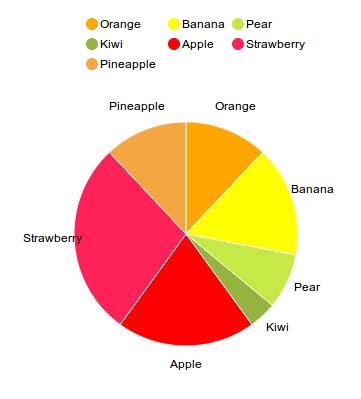 Orange Banana Pear
Kiwi Apple Strawberry
Pineapple
Pineapple Orange
Banana
Strawberry
Pear
Kiwi
Apple